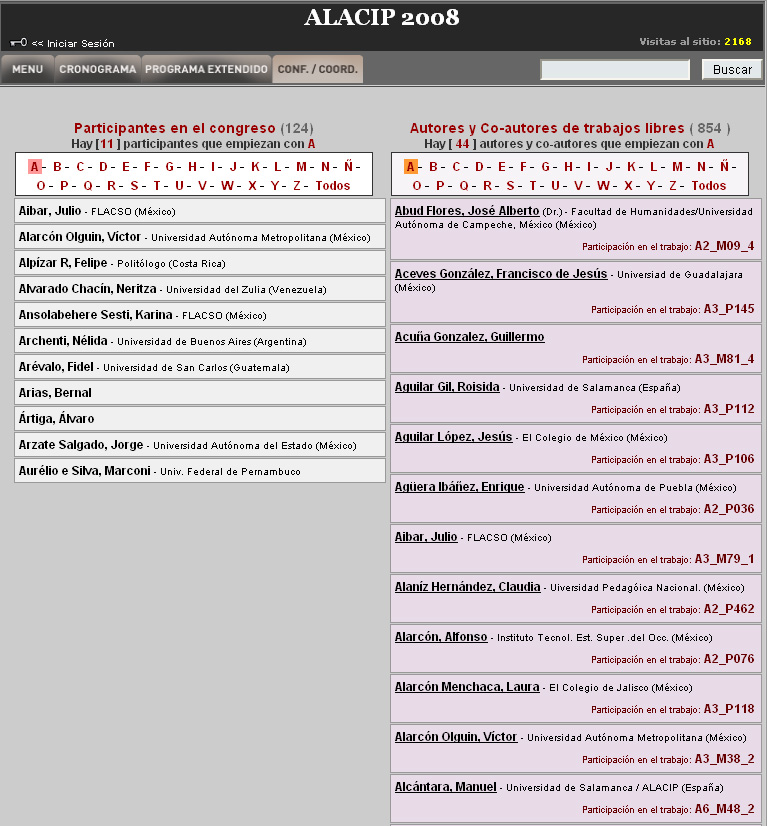 ALACIP 2008
<< Iniciar Sesión
Visitas al sitio: 2168
MENU CRONOGRAMA PROGRAMA EXTENDIDO CONF. / COORD.
Buscar
Participantes en el congreso (124)
Hay [11 ] participantes que empiezan con A
A - B - C - D - E - F - G - H - I - J - K - L - M - N - Ñ -
O - P - Q - R - S - T - U - V - W - X - Y - Z - Todos
Aibar, Julio - FLACSO (México)
Alarcón Olguin, Víctor - Universidad Autónoma Metropolitana (México)
Alpízar R, Felipe - Politólogo (Costa Rica)
Alvarado Chacín, Neritza - Universidad del Zulia (Venezuela)
Ansolabehere Sesti, Karina - FLACSO (México)
Archenti, Nélida - Universidad de Buenos Aires (Argentina)
Arévalo, Fidel - Universidad de San Carlos (Guatemala)
Arias, Bernal
Ártiga, Álvaro
Arzate Salgado, Jorge - Universidad Autónoma del Estado (México)
Aurélio e Silva, Marconi - Univ. Federal de Pernambuco
Autores y Co-autores de trabajos libres ( 854 )
Hay [ 44 ] autores y co-autores que empiezan con A
A - B - C - D - E - F - G - H - I - J - K - L - M - N - Ñ -
O - P - Q - R - S - T - U - V - W - X - Y - Z - Todos
Abud Flores, José Alberto (Dr.) - Facultad de Humanidades/Universidad
Autónoma de Campeche, México (México)
Participación en el trabajo: A2_M09_4
Aceves González, Francisco de Jesús - Universiad de Guadalajara
(México)
Participación en el trabajo: A3_P145
Acuña Gonzalez, Guillermo
Participación en el trabajo: A3_M81_4
Aguilar Gil, Roisida - Universidad de Salamanca (España)
Participación en el trabajo: A3_P112
Aguilar López, Jesús - El Colegio de México (México)
Participación en el trabajo: A3_P106
Agüera Ibáñez, Enrique - Universidad Autónoma de Puebla (México)
Participación en el trabajo: A2_P036
Aibar, Julio - FLACSO (México)
Participación en el trabajo: A3_M79_1
Alaníz Hernández, Claudia - Uiversidad Pedagóica Nacional. (México)
Participación en el trabajo: A2_P462
Alarcón, Alfonso - Instituto Tecnol. Est. Super .del Occ. (México)
Participación en el trabajo: A2_P076
Alarcón Menchaca, Laura - El Colegio de Jalisco (México)
Participación en el trabajo: A3_P118
Alarcón Olguin, Víctor - Universidad Autónoma Metropolitana (México)
Participación en el trabajo: A3_M38_2
Alcántara, Manuel - Universidad de Salamanca / ALACIP (España)
Participación en el trabajo: A6_M48_2